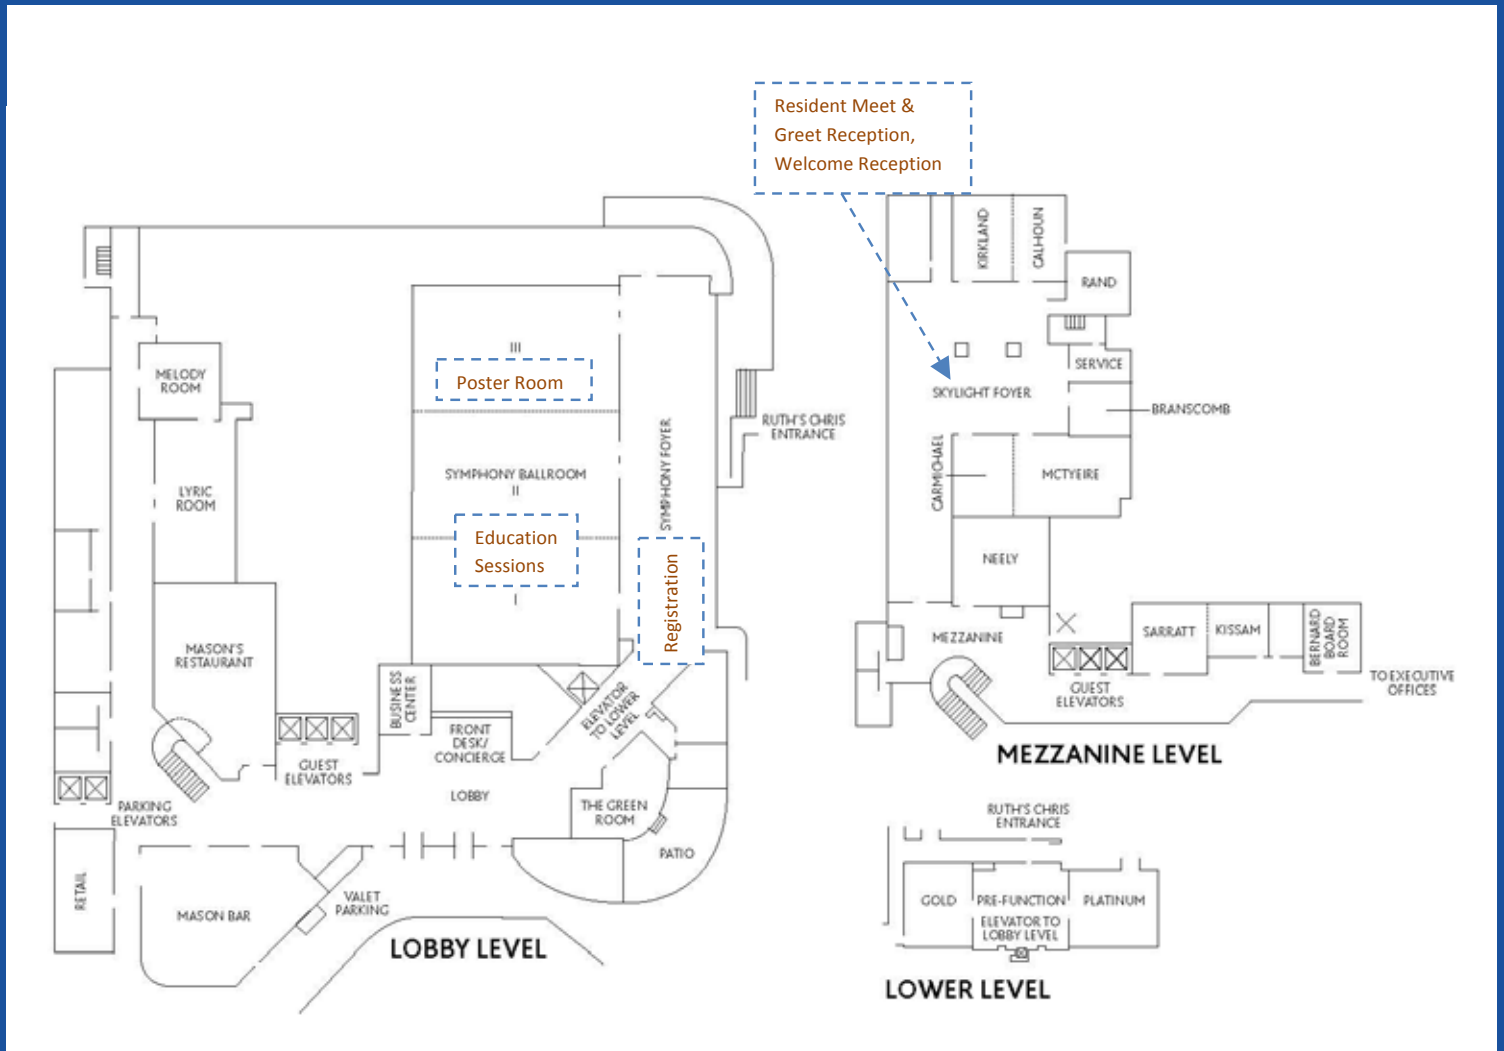 Resident Meet &
Greet Reception,
Welcome Reception
III
Poster Room
MELODY
ROOM
LYRIC
ROOM
SYMPHONY BALLROOM
II
Education
Sessions
I
SYMPHONY FOYER
Registration
RUTH'S CHRIS
ENTRANCE
MASON'S
RESTAURANT
BUSINESS
CENTER
FRONT
DESK/
CONCIERGE
ELEVATOR
TO LOWER
LEVEL
GUEST
ELEVATORS
LOBBY
PARKING
ELEVATORS
THE GREEN
ROOM
PATIO
RETAIL
MASON BAR
VALET
PARKING
LOBBY LEVEL
KIRKLAND
CALHOUN
RAND
SERVICE
SKYLIGHT FOYER
BRANSCOMB
CARMICHAEL
MCTYEIRE
NEELY
MEZZANINE
SARRATT
KISSAM
BERNARD
BOARD
ROOM
GUEST
ELEVATORS
TO EXECUTIVE
OFFICES
MEZZANINE LEVEL
RUTH'S CHRIS
ENTRANCE
GOLD
PRE-FUNCTION
PLATINUM
ELEVATOR TO
LOBBY LEVEL
LOWER LEVEL